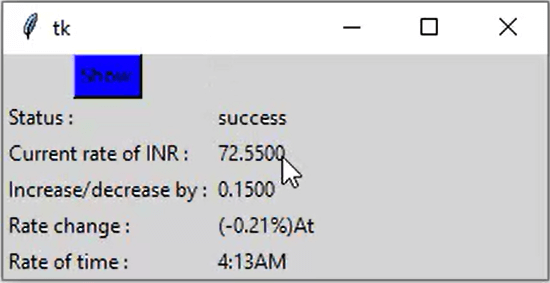 tk
Show
Status : success
Current rate of INR : 72.5500
Increase/decrease by : 0.1500
Rate change : (-0.21%)At
Rate of time : 4:13AM